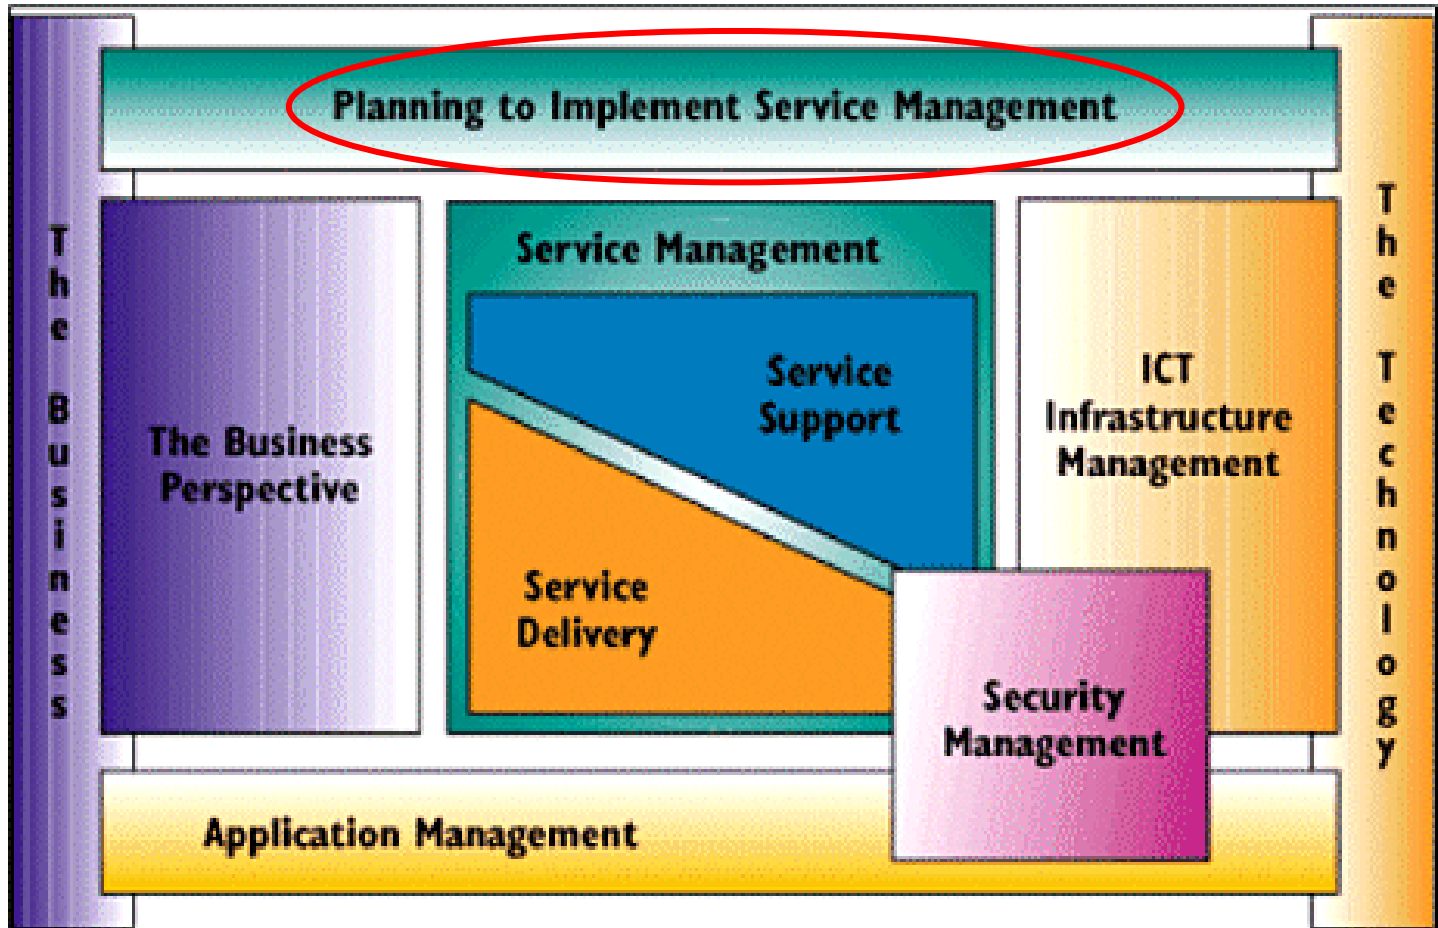 Planning to Implement Service Management
The Business
The Business
Perspective
Service Management
Service
Support
Service
Delivery
ICT
Infrastructure
Management
Security
Management
The Technology
Application Management